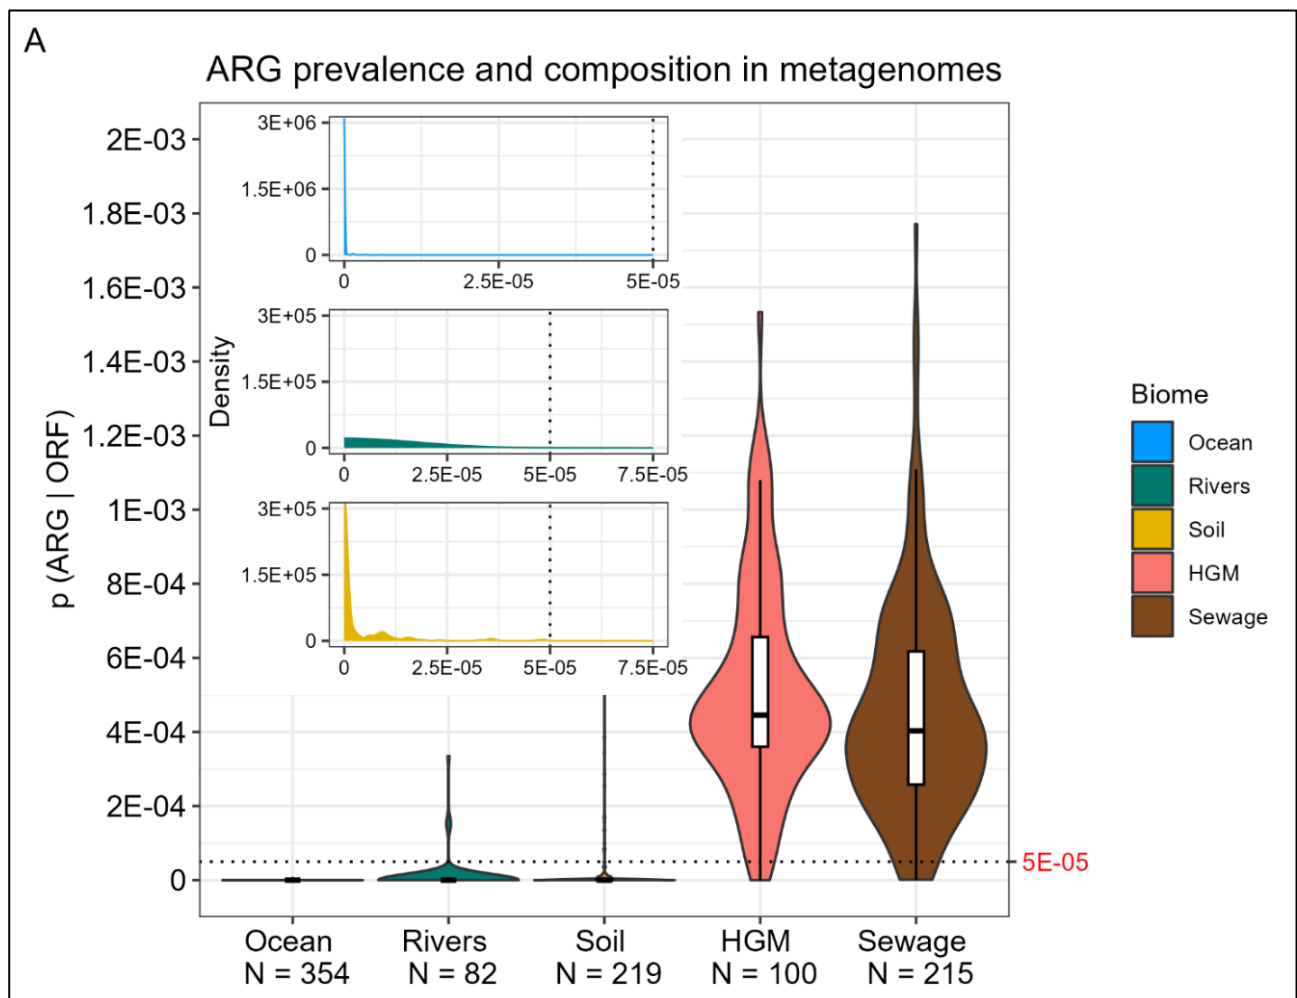 A
ARG prevalence and composition in metagenomes
p (ARG | ORF)
2E-03
1.8E-03
1.6E-03
1.4E-03
1.2E-03
1E-03
8E-04
6E-04
4E-04
2E-04
0
Density
3E+06
1.5E+06
0
0 2.5E-05 5E-05
3E+05
1.5E+05
0
0 2.5E-05 5E-05 7.5E-05
3E+05
1.5E+05
0
0 2.5E-05 5E-05 7.5E-05
5E-05
Ocean Rivers Soil HGM Sewage
N = 354 N = 82 N = 219 N = 100 N = 215
Biome
Ocean
Rivers
Soil
HGM
Sewage